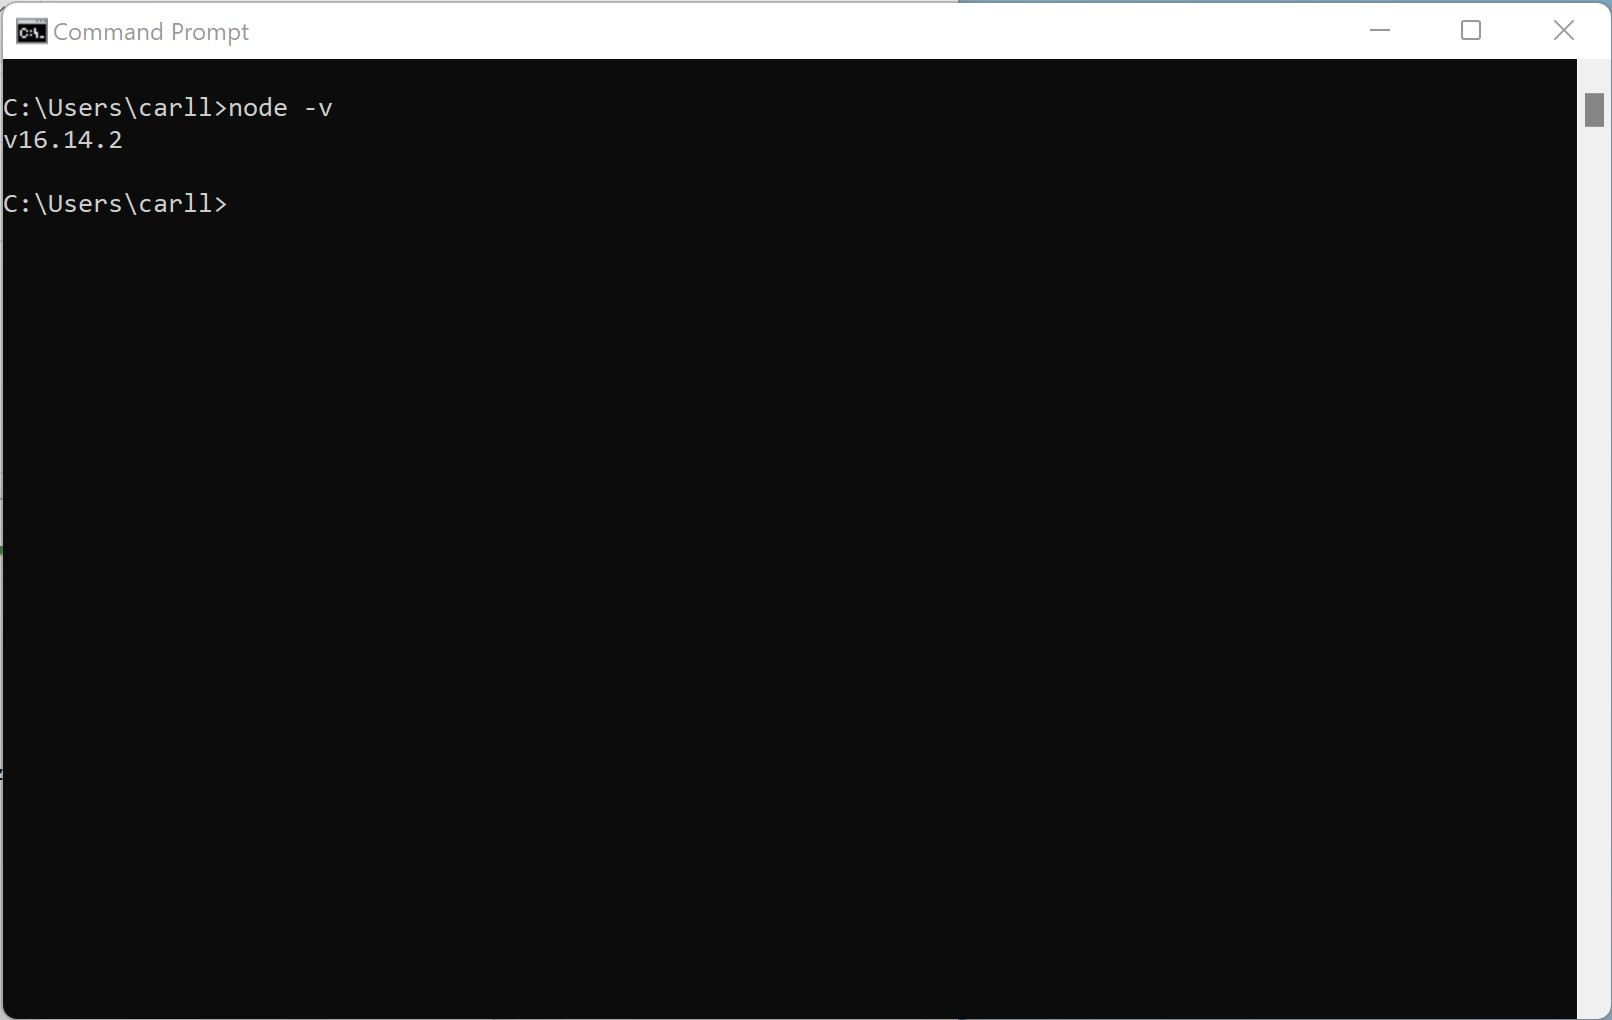 Command Prompt
C:\Users\carll>node -v
v16.14.2
C:\Users\carll>